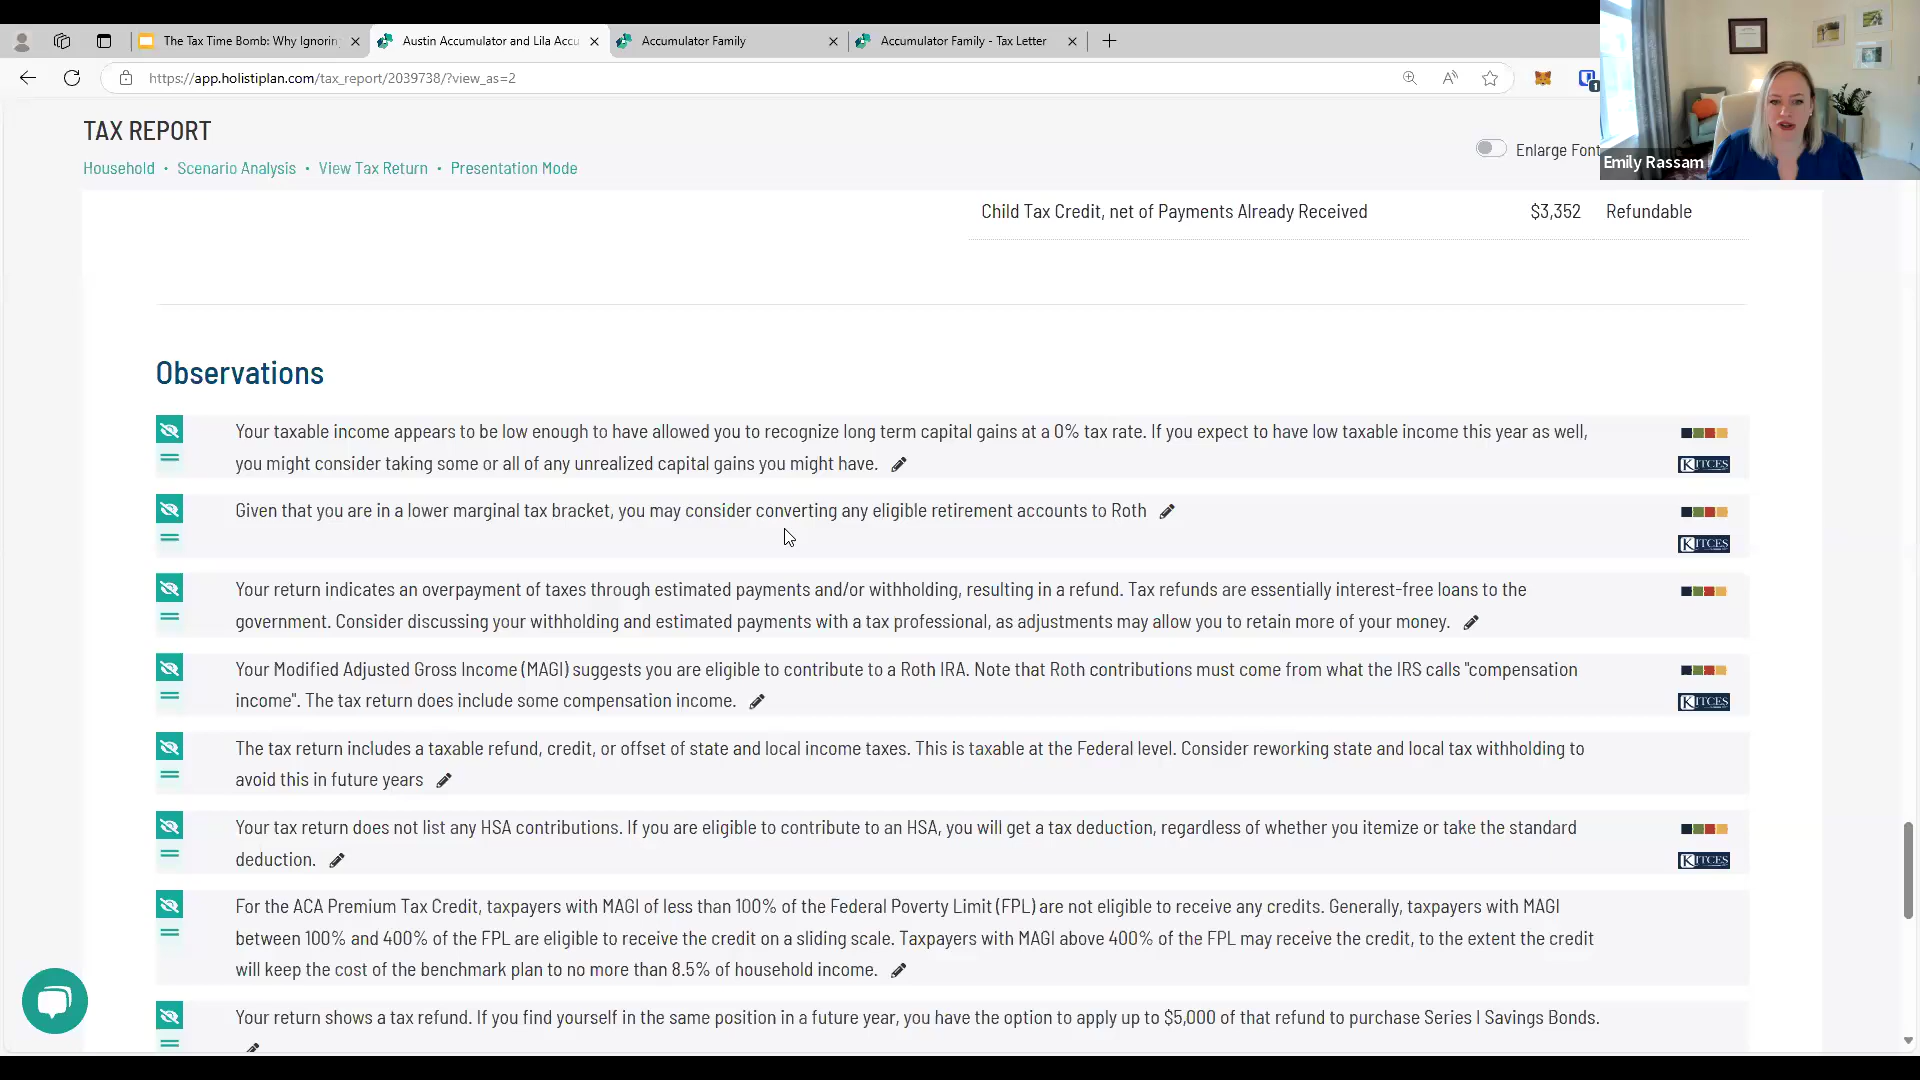 The Tax Time Bomb: Why Ignorin
Austin Accumulator and Lila Accu
Accumulator Family
Accumulator Family - Tax Letter
https://app.holistiplan.com/tax_report/2039738/?view_as=2
1
TAX REPORT
Household • Scenario Analysis • View Tax Return • Presentation Mode
Enlarge Font
Emily Rassam
Child Tax Credit, net of Payments Already Received $3,352 Refundable
Observations
Your taxable income appears to be low enough to have allowed you to recognize long term capital gains at a 0% tax rate. If you expect to have low taxable income this year as well,
you might consider taking some or all of any unrealized capital gains you might have.
KITCES
Given that you are in a lower marginal tax bracket, you may consider converting any eligible retirement accounts to Roth
KITCES
Your return indicates an overpayment of taxes through estimated payments and/or withholding, resulting in a refund. Tax refunds are essentially interest-free loans to the
government. Consider discussing your withholding and estimated payments with a tax professional, as adjustments may allow you to retain more of your money.
Your Modified Adjusted Gross Income (MAGI) suggests you are eligible to contribute to a Roth IRA. Note that Roth contributions must come from what the IRS calls "compensation
income". The tax return does include some compensation income.
KITCES
The tax return includes a taxable refund, credit, or offset of state and local income taxes. This is taxable at the Federal level. Consider reworking state and local tax withholding to
avoid this in future years
Your tax return does not list any HSA contributions. If you are eligible to contribute to an HSA, you will get a tax deduction, regardless of whether you itemize or take the standard
deduction.
KITCES
For the ACA Premium Tax Credit, taxpayers with MAGI of less than 100% of the Federal Poverty Limit (FPL) are not eligible to receive any credits. Generally, taxpayers with MAGI
between 100% and 400% of the FPL are eligible to receive the credit on a sliding scale. Taxpayers with MAGI above 400% of the FPL may receive the credit, to the extent the credit
will keep the cost of the benchmark plan to no more than 8.5% of household income.
Your return shows a tax refund. If you find yourself in the same position in a future year, you have the option to apply up to $5,000 of that refund to purchase Series I Savings Bonds.